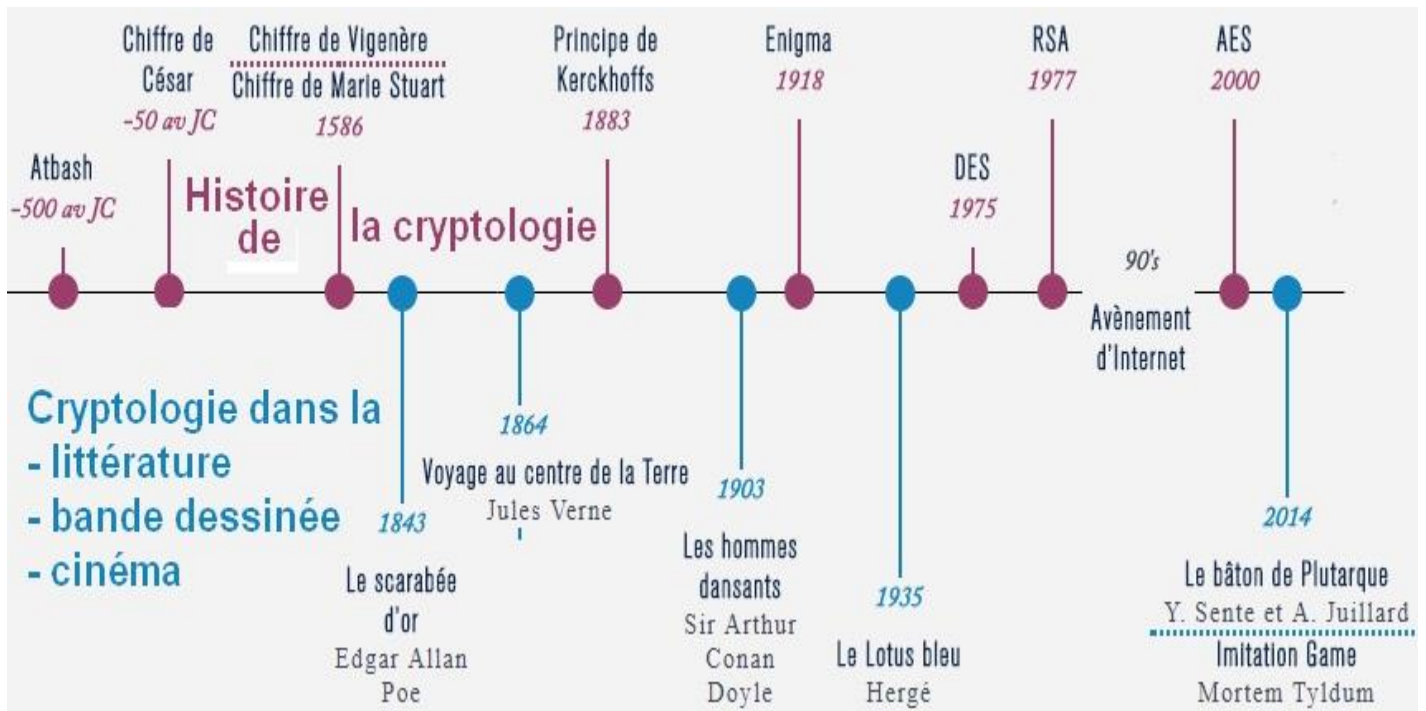 Atbash
-500 av JC
Chiffre de
César
-50 av JC
Chiffre de Vigenère
Chiffre de Marie Stuart
1586
Principe de
Kerckhoffs
1883
Enigma
1918
DES
1975
RSA
1977
90's
Avènement
d'Internet
AES
2000
Histoire
de
la cryptologie
Cryptologie dans la
- littérature
- bande dessinée
- cinéma
1843
Le scarabée
d'or
Edgar Allan
Poe
1864
Voyage au centre de la Terre
Jules Verne
1903
Les hommes
dansants
Sir Arthur
Conan
Doyle
1935
Le Lotus bleu
Hergé
2014
Le bâton de Plutarque
Y. Sente et A. Juillard
Imitation Game
Mortem Tyldum